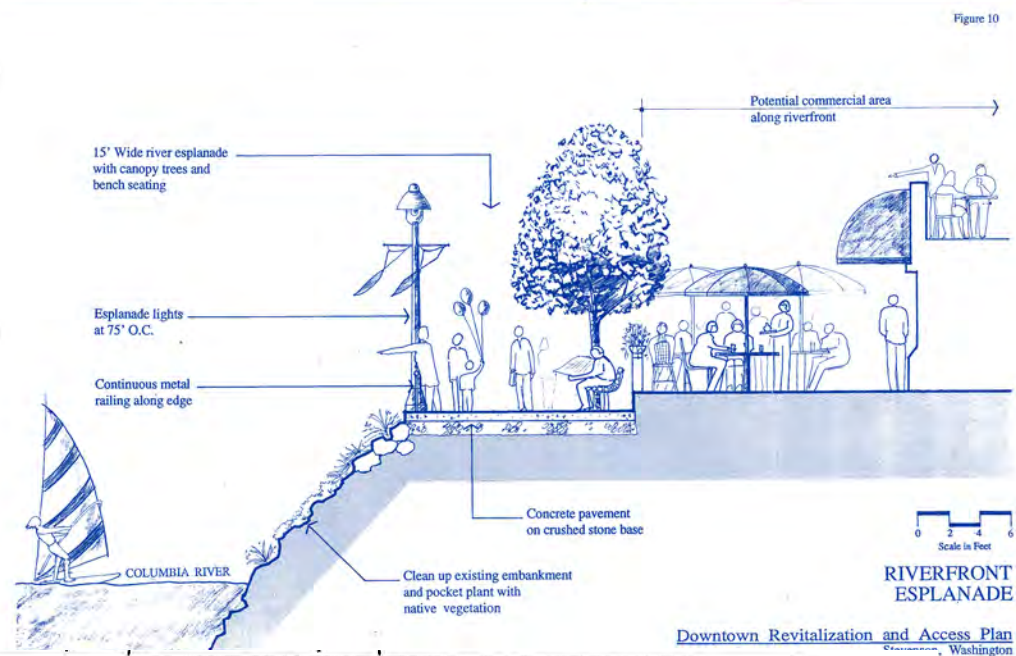 Figure 10
Potential commercial area
along riverfront
15' Wide river esplanade
with canopy trees and
bench seating
Esplanade lights
at 75' O.C.
Continuous metal
railing along edge
Concrete pavement
on crushed stone base
COLUMBIA RIVER
Clean up existing embankment
and pocket plant with
native vegetation
0 2 4 6
Scale in Feet
RIVERFRONT
ESPLANADE
Downtown Revitalization and Access Plan
Stevenson, Washington